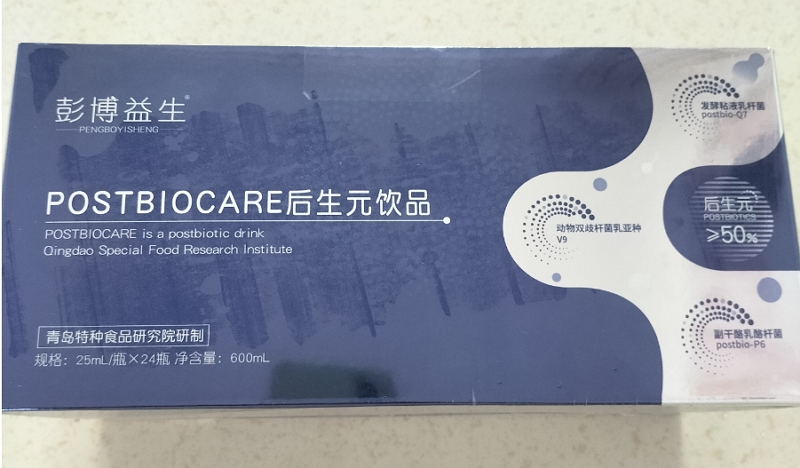 彭博益生®
PENGBOYISHENG
POSTBIOCARE后生元饮品
POSTBIOCARE is a postbiotic drink
Qingdao Special Food Research Institute
青岛特种食品研究院研制
规格：25mL/瓶×24瓶 净含量：600mL
发酵粘液乳杆菌
postbio-Q7
动物双歧杆菌乳亚种
V9
后生元
POSTBIOTICS
≥50%
副干酪乳酪杆菌
postbio-P6